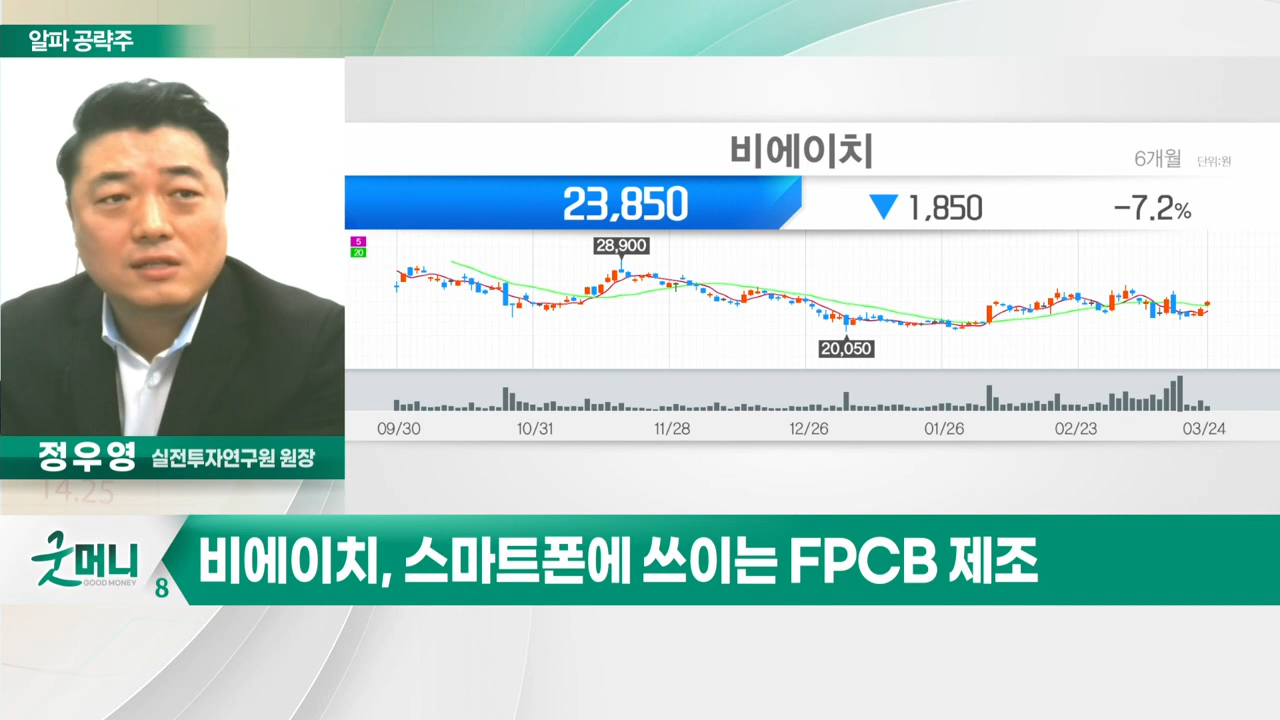 알파 공략주
비에이치
6개월 단위:원
23,850 ▼ 1,850 -7.2%
5
20
28,900
20,050
09/30 10/31 11/28 12/26 01/26 02/23 03/24
정우영 실전투자연구원 원장
14.25
굿머니
GOOD MONEY
8
비에이치, 스마트폰에 쓰이는 FPCB 제조